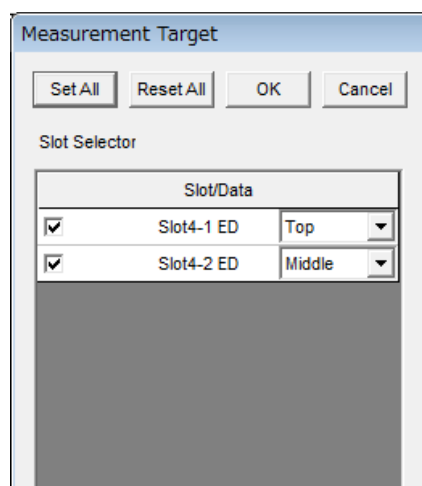 Measurement Target
Set All Reset All OK Cancel
Slot Selector
Slot/Data
Slot4-1 ED Top
Slot4-2 ED Middle